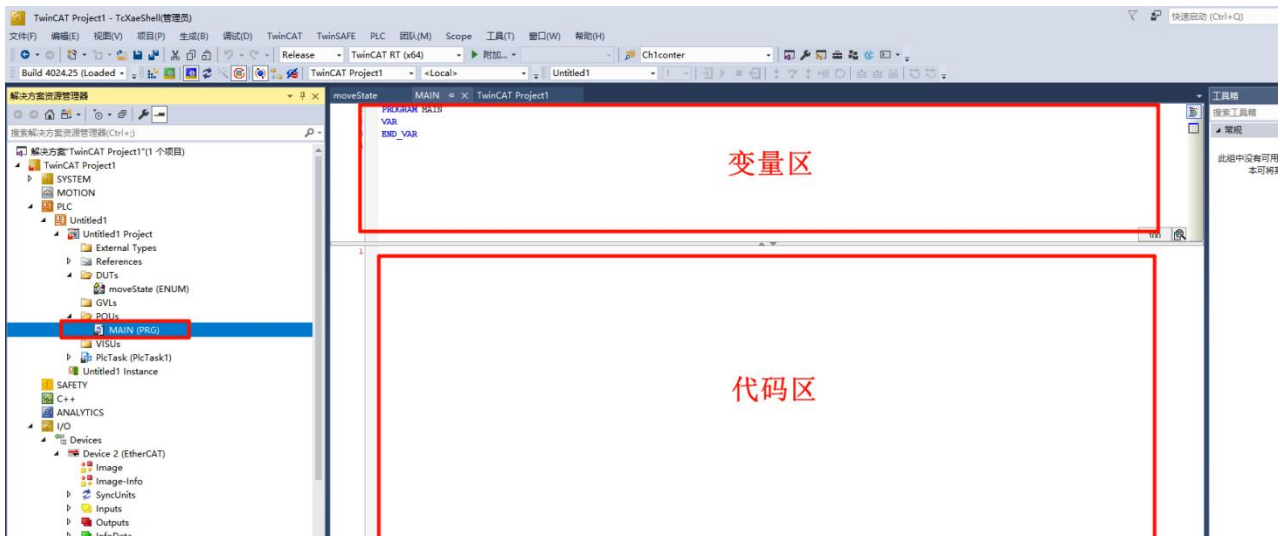 TwinCAT Project1 - TcXaeShell(管理员)
快速启动 (Ctrl+Q)
文件(F) 编辑(E) 视图(V) 项目(P) 生成(B) 调试(D) TwinCAT TwinSAFE PLC 团队(M) Scope 工具(T) 窗口(W) 帮助(H)
Release TwinCAT RT (x64) 附加... Ch1conter
Build 4024.25 (Loaded TwinCAT Project1 <Local> Untitled1 1
解决方案资源管理器
moveState MAIN TwinCAT Project1
工具箱
搜索解决方案资源管理器(Ctrl+;)
搜索工具箱
常规
此组中没有可用
本可将其
解决方案"TwinCAT Project1"(1 个项目)
TwinCAT Project1
SYSTEM
MOTION
PLC
Untitled1
Untitled1 Project
External Types
References
DUTs
moveState (ENUM)
GVLs
POUs
MAIN (PRG)
VISUs
PlcTask (PlcTask1)
Untitled1 Instance
SAFETY
C++
ANALYTICS
I/O
Devices
Device 2 (EtherCAT)
Image
Image-Info
SyncUnits
Inputs
Outputs
InfoData
PROGRAM MAIN
VAR
END_VAR
变量区
100
1
代码区